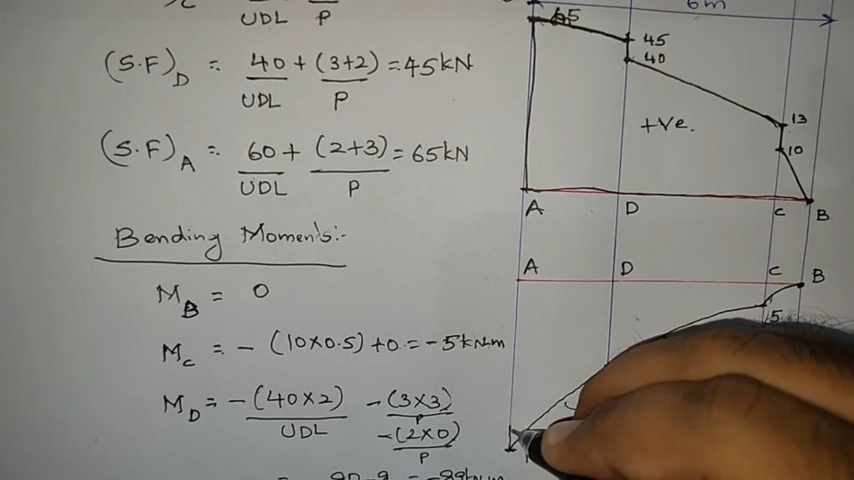 UDL P
(S.F)D = 40 + (3+2) = 45kN
UDL P
(S.F)A = 60 + (2+3) = 65kN
UDL P
Bending Moments:-
MB = 0
Mc = - (10×0.5) + 0 = -5kN-m
MD = -(40×2) -(3×3)
UDL P
-(2×0)
P
6m
65
45
40
13
10
+ve.
A D C B
A D C B
5